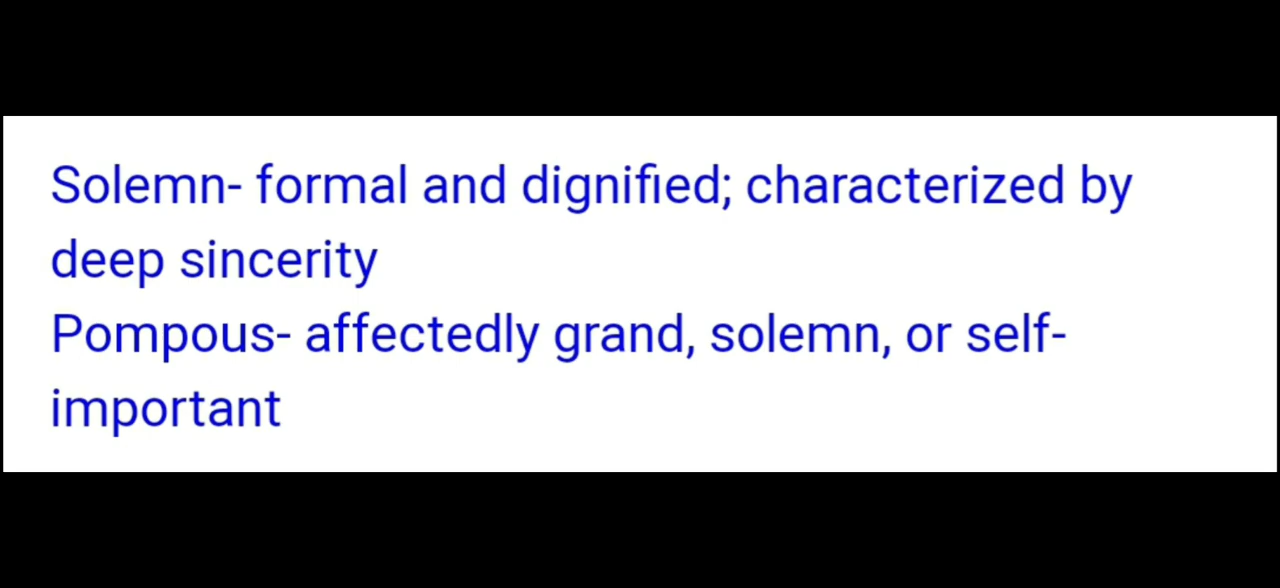 Solemn- formal and dignified; characterized by
deep sincerity
Pompous- affectedly grand, solemn, or self-
important